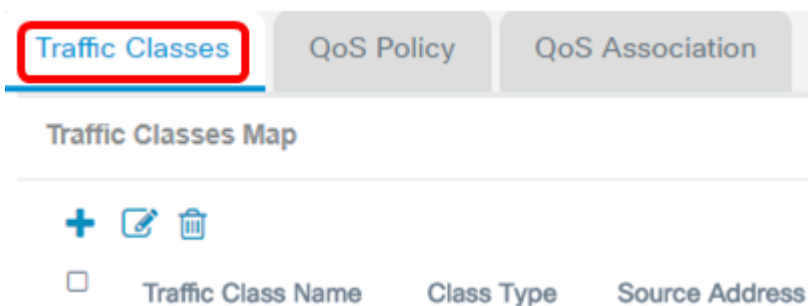 Traffic Classes QoS Policy QoS Association
Traffic Classes Map
Traffic Class Name Class Type Source Address